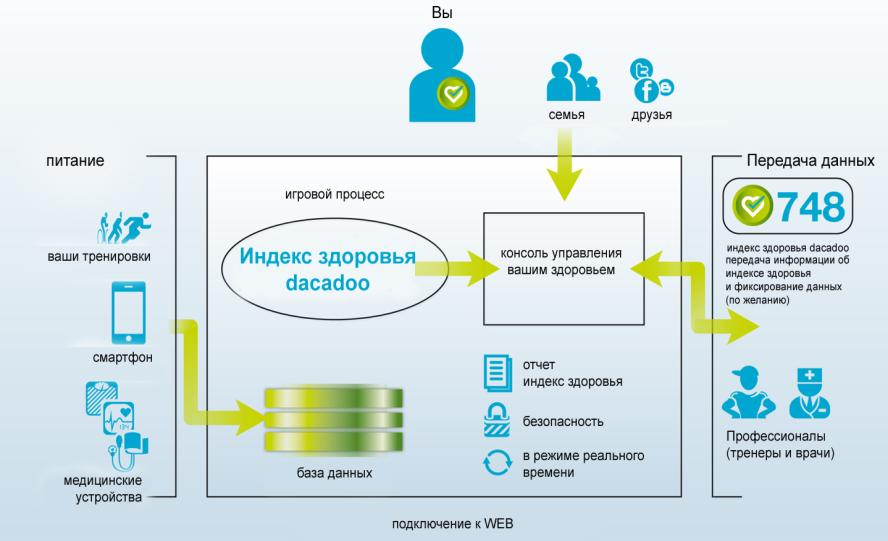 Вы
семья
друзья
питание
ваши тренировки
смартфон
медицинские
устройства
игровой процесс
Индекс здоровья
dacadoo
консоль управления
вашим здоровьем
база данных
отчет
индекс здоровья
безопасность
в режиме реального
времени
Передача данных
748
индекс здоровья dacadoo
передача информации об
индексе здоровья
и фиксирование данных
(по желанию)
Профессионалы
(тренеры и врачи)
подключение к WEB